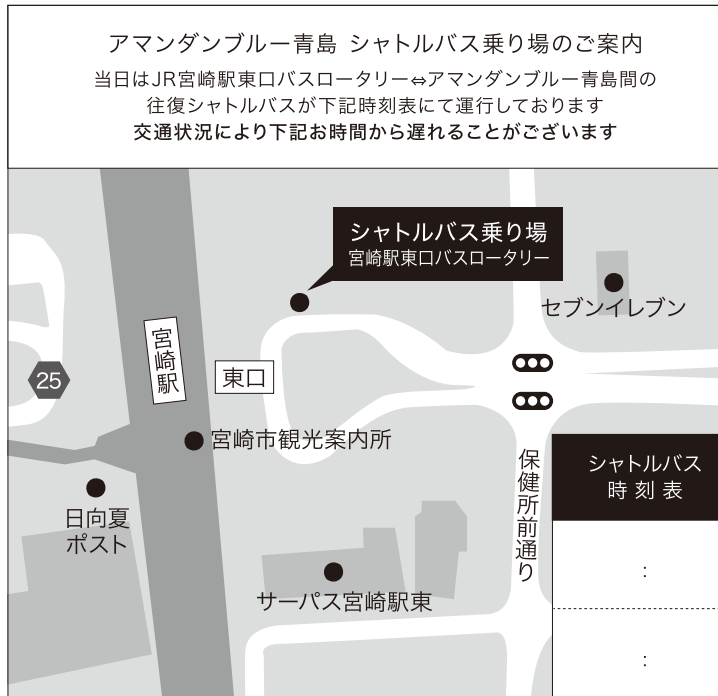 アマンダンブルー青島 シャトルバス乗り場のご案内
当日はJR宮崎駅東口バスロータリー⇔アマンダンブルー青島間の
往復シャトルバスが下記時刻表にて運行しております
交通状況により下記お時間から遅れることがございます
シャトルバス乗り場
宮崎駅東口バスロータリー
セブンイレブン
宮崎駅
25
東口
宮崎市観光案内所
日向夏
ポスト
保健所前通り
サーパス宮崎駅東
シャトルバス
時刻表
:
: